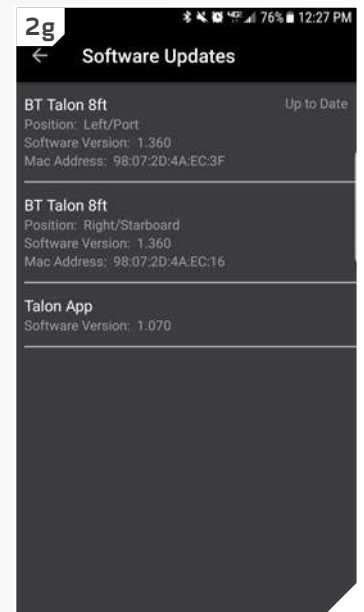 2g
76% 12:27 PM
Software Updates
BT Talon 8ft Up to Date
Position: Left/Port
Software Version: 1.360
Mac Address: 98:07:2D:4A:EC:3F
BT Talon 8ft
Position: Right/Starboard
Software Version: 1.360
Mac Address: 98:07:2D:4A:EC:16
Talon App
Software Version: 1.070